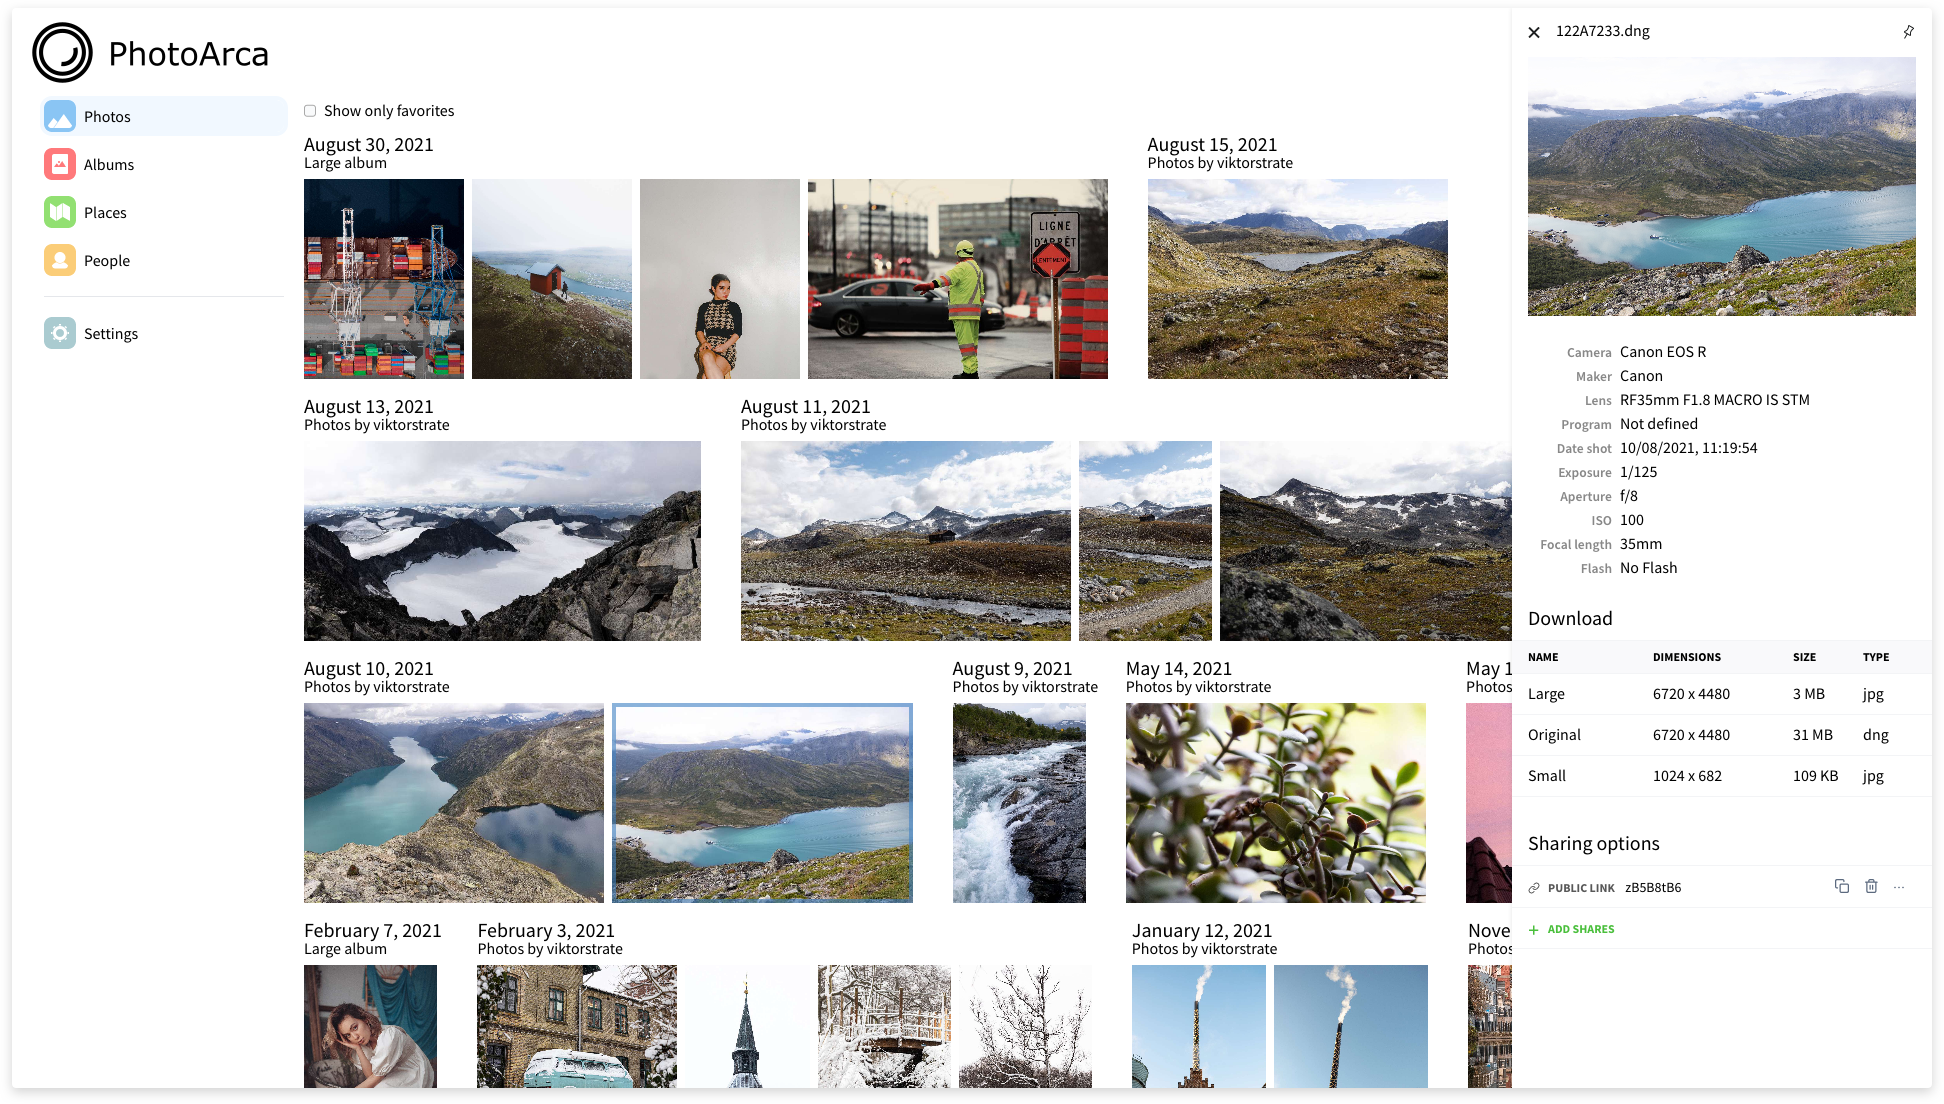 PhotoArca
Photos
Albums
Places
People
Settings
Show only favorites
August 30, 2021
Large album
LIGNE
D'ARRÊT
LENTEMENT
August 15, 2021
Photos by viktorstrate
August 13, 2021
Photos by viktorstrate
August 11, 2021
Photos by viktorstrate
August 10, 2021
Photos by viktorstrate
August 9, 2021
Photos by viktorstrate
May 14, 2021
Photos by viktorstrate
May 1
Photos
February 7, 2021
Large album
February 3, 2021
Photos by viktorstrate
January 12, 2021
Photos by viktorstrate
Nove
Photos
122A7233.dng
Camera Canon EOS R
Maker Canon
Lens RF35mm F1.8 MACRO IS STM
Program Not defined
Date shot 10/08/2021, 11:19:54
Exposure 1/125
Aperture f/8
ISO 100
Focal length 35mm
Flash No Flash
Download
NAME DIMENSIONS SIZE TYPE
Large 6720 x 4480 3 MB jpg
Original 6720 x 4480 31 MB dng
Small 1024 x 682 109 KB jpg
Sharing options
PUBLIC LINK zB5B8tB6
+ ADD SHARES